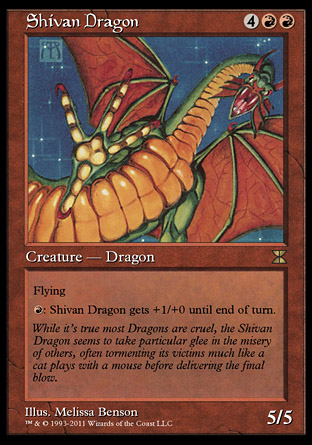 Shivan Dragon 4
MB
Creature — Dragon
Flying
: Shivan Dragon gets +1/+0 until end of turn.
While it's true most Dragons are cruel, the Shivan
Dragon seems to take particular glee in the misery
of others, often tormenting its victims much like a
cat plays with a mouse before delivering the final
blow.
Illus. Melissa Benson
™ & © 1993-2011 Wizards of the Coast LLC
5/5